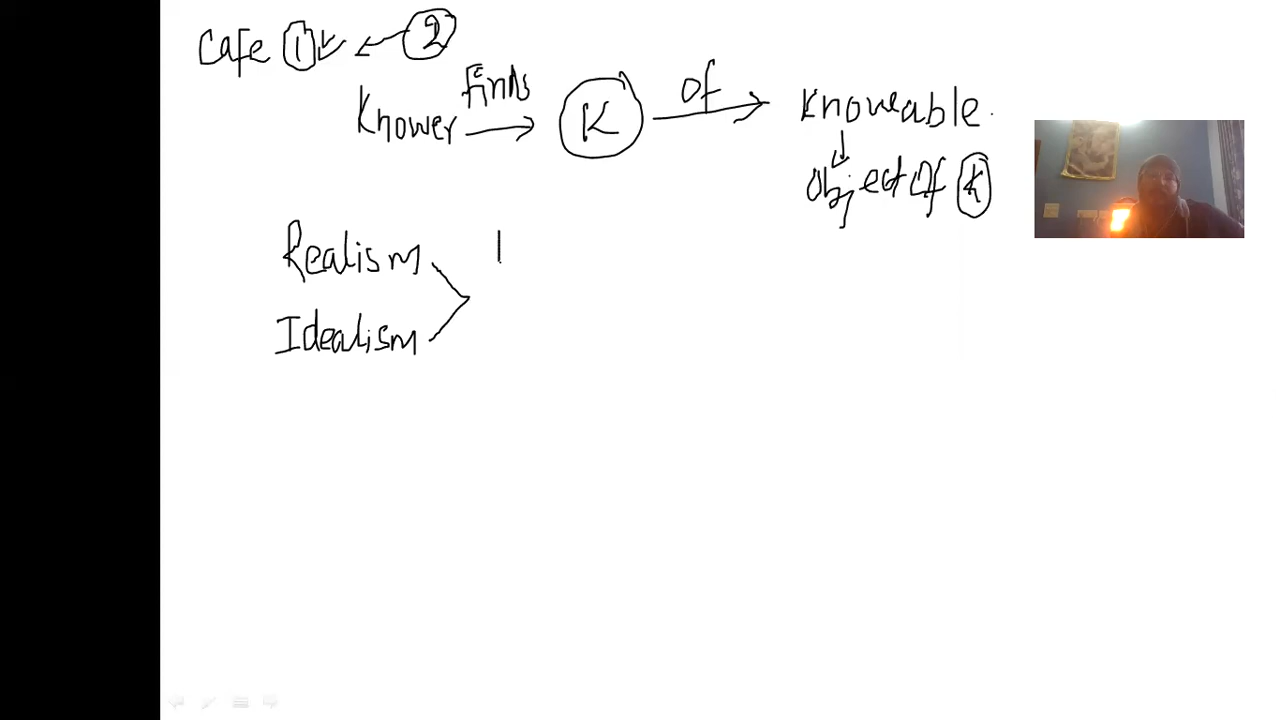 Cafe 1 2
Knower finds K of Knoweable.
Object Of K
Realism
Idealism